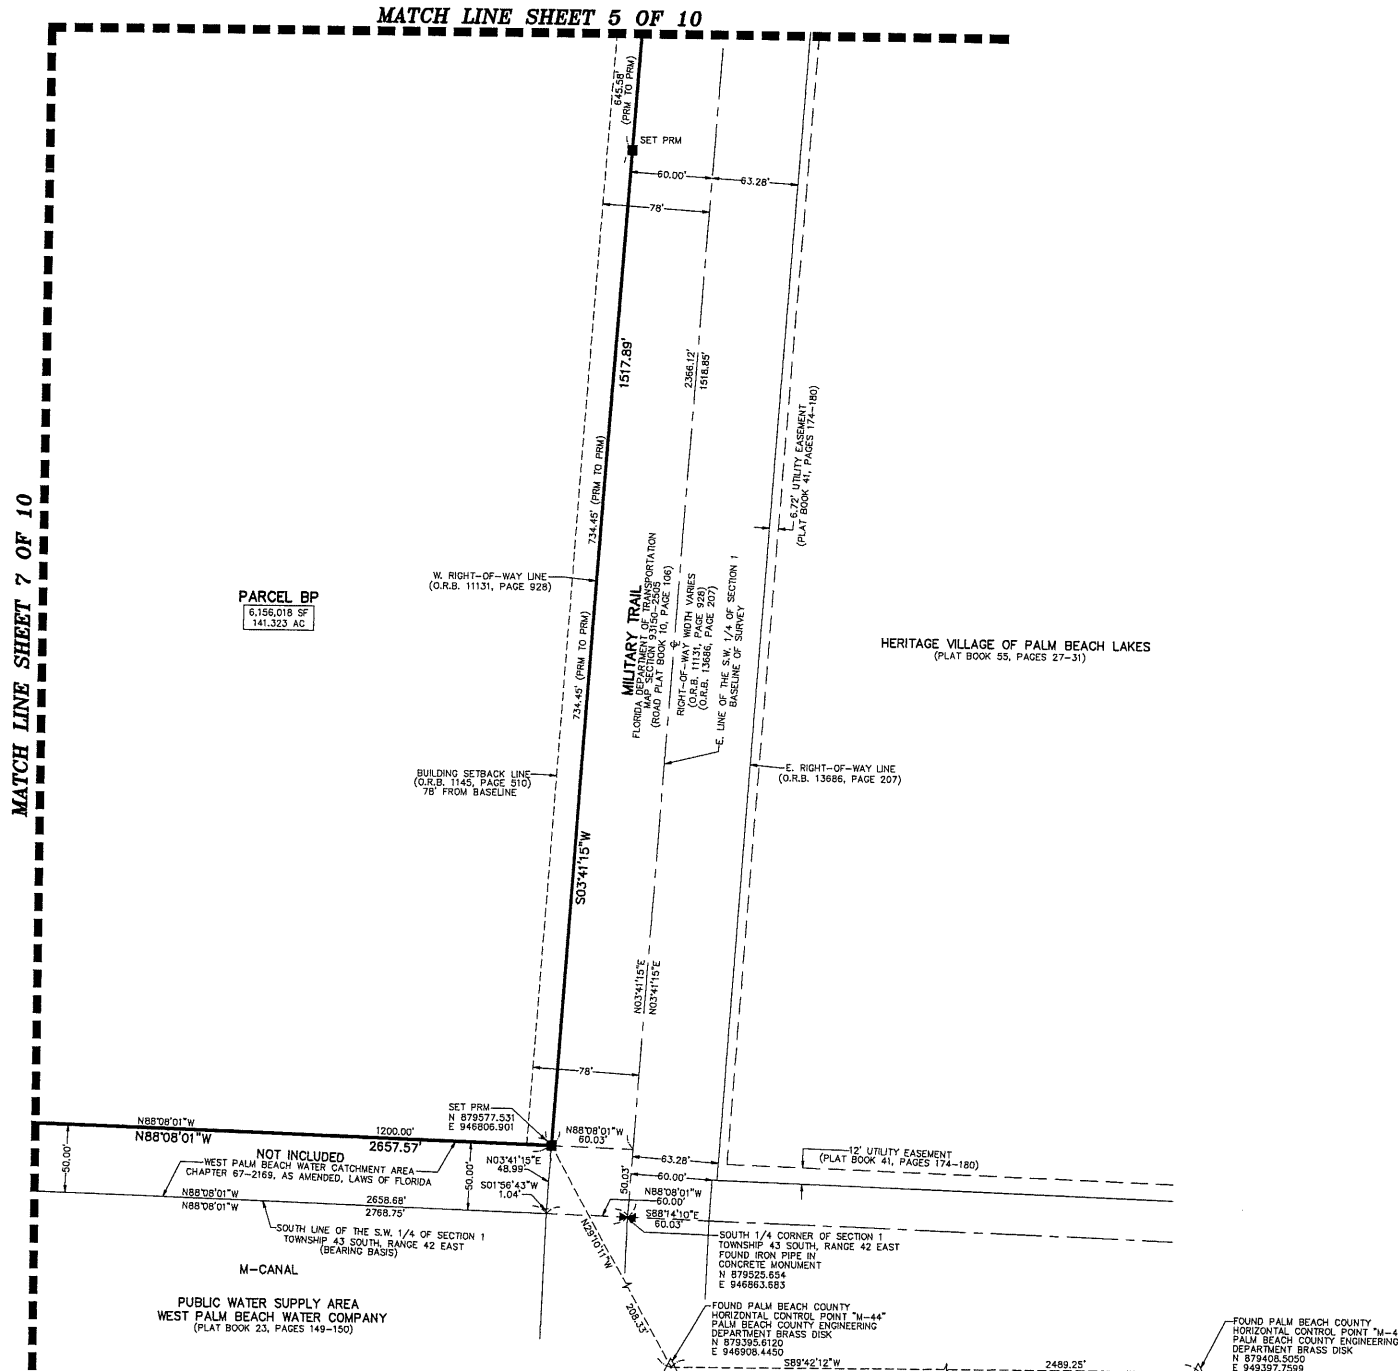 MATCH LINE SHEET 5 OF 10
MATCH LINE SHEET 7 OF 10
645.58'
(PRM TO PRM)
SET PRM
60.00'
63.28'
78'
1517.89'
2366.12'
1518.85'
6.72' UTILITY EASEMENT
(PLAT BOOK 41, PAGES 174-180)
734.45' (PRM TO PRM)
W. RIGHT-OF-WAY LINE
(O.R.B. 11131, PAGE 928)
PARCEL BP
6,156,018 SF
141.323 AC
MILITARY TRAIL
FLORIDA DEPARTMENT OF TRANSPORTATION
MAP SECTION 93150-2505
(ROAD PLAT BOOK 10, PAGE 106)
RIGHT-OF-WAY WIDTH VARIES
(O.R.B. 11131, PAGE 928)
(O.R.B. 13686, PAGE 207)
E. LINE OF THE S.W. 1/4 OF SECTION 1
BASELINE OF SURVEY
HERITAGE VILLAGE OF PALM BEACH LAKES
(PLAT BOOK 55, PAGES 27-31)
734.45' (PRM TO PRM)
BUILDING SETBACK LINE
(O.R.B. 1145, PAGE 510)
78' FROM BASELINE
E. RIGHT-OF-WAY LINE
(O.R.B. 13686, PAGE 207)
S03°41'15"W
N03°41'15"E
N03°41'15"E
78'
SET PRM
N 879577.531
E 946806.901
N88°08'01"W
60.03'
N88°08'01"W
1200.00'
N88°08'01"W
2657.57'
NOT INCLUDED
WEST PALM BEACH WATER CATCHMENT AREA
CHAPTER 67-2169, AS AMENDED, LAWS OF FLORIDA
50.00'
50.00'
N03°41'15"E
48.99'
S01°56'43"W
1.04'
63.28'
60.00'
50.03'
12' UTILITY EASEMENT
(PLAT BOOK 41, PAGES 174-180)
N88°08'01"W
2658.68'
N88°08'01"W
2768.75'
N88°08'01"W
60.00'
S88°14'10"E
60.03'
SOUTH LINE OF THE S.W. 1/4 OF SECTION 1
TOWNSHIP 43 SOUTH, RANGE 42 EAST
(BEARING BASIS)
SOUTH 1/4 CORNER OF SECTION 1
TOWNSHIP 43 SOUTH, RANGE 42 EAST
FOUND IRON PIPE IN
CONCRETE MONUMENT
N 879525.654
E 946863.683
M-CANAL
PUBLIC WATER SUPPLY AREA
WEST PALM BEACH WATER COMPANY
(PLAT BOOK 23, PAGES 149-150)
N29°10'11"W
208.33'
FOUND PALM BEACH COUNTY
HORIZONTAL CONTROL POINT "M-44"
PALM BEACH COUNTY ENGINEERING
DEPARTMENT BRASS DISK
N 879395.6120
E 946908.4450
S89°42'12"W
2489.25'
FOUND PALM BEACH COUNTY
HORIZONTAL CONTROL POINT "M-4
PALM BEACH COUNTY ENGINEERING
DEPARTMENT BRASS DISK
N 879408.5050
E 949397.7599